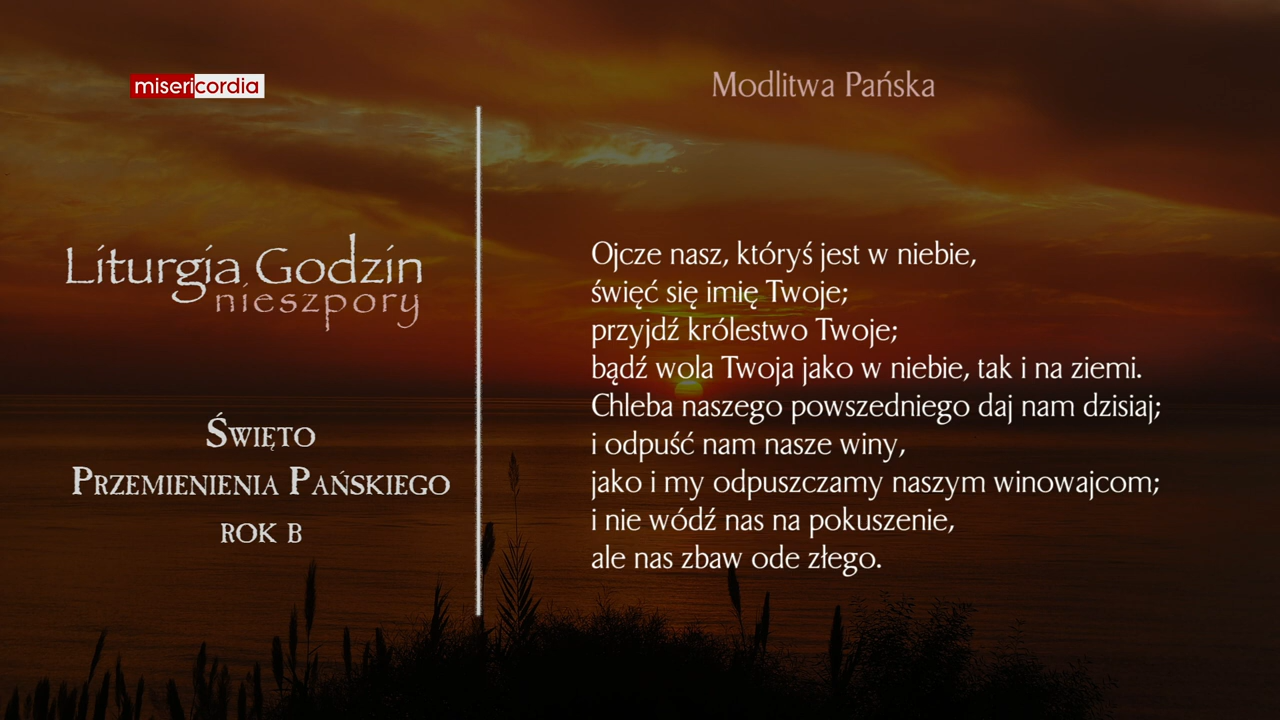 misericordia
Liturgia Godzin
nieszpory
Święto
Przemienienia Pańskiego
rok B
Modlitwa Pańska
Ojcze nasz, któryś jest w niebie,
święć się imię Twoje;
przyjdź królestwo Twoje;
bądź wola Twoja jako w niebie, tak i na ziemi.
Chleba naszego powszedniego daj nam dzisiaj;
i odpuść nam nasze winy,
jako i my odpuszczamy naszym winowajcom;
i nie wódź nas na pokuszenie,
ale nas zbaw ode złego.